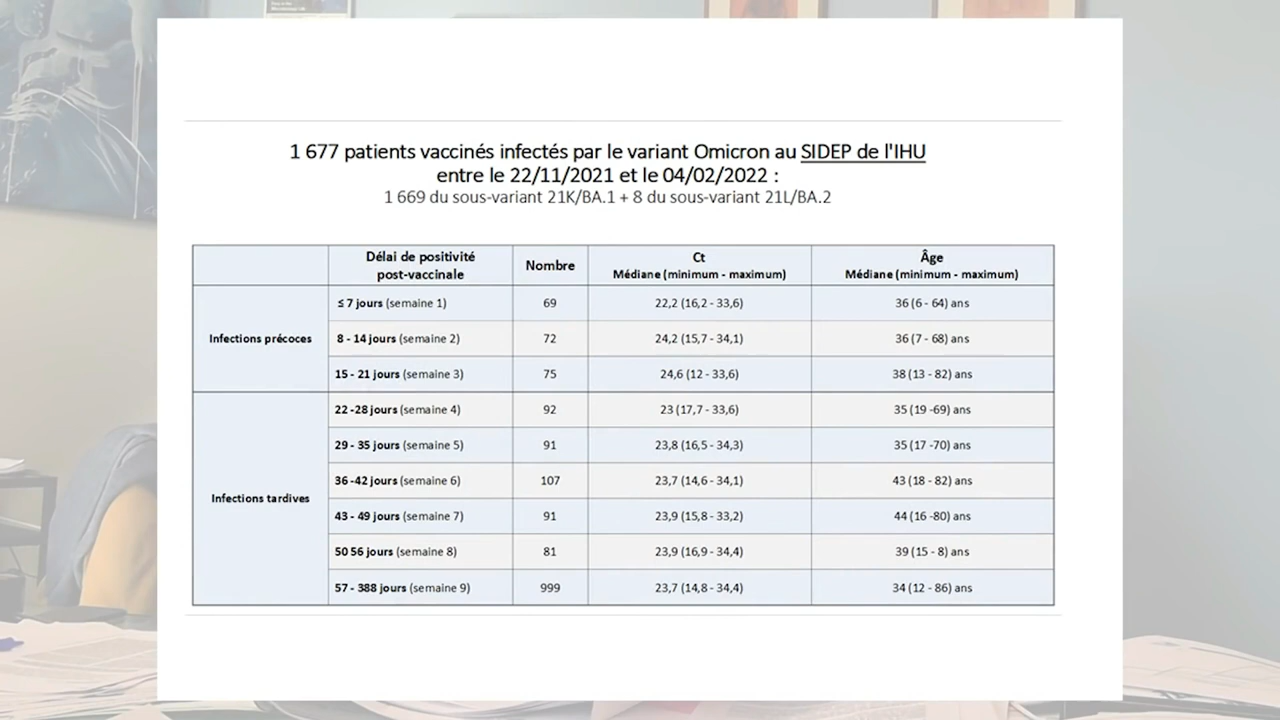 1 677 patients vaccinés infectés par le variant Omicron au SIDEP de l'IHU
entre le 22/11/2021 et le 04/02/2022 :
1 669 du sous-variant 21K/BA.1 + 8 du sous-variant 21L/BA.2
Délai de positivité
post-vaccinale
Nombre
Ct
Médiane (minimum - maximum)
Âge
Médiane (minimum - maximum)
Infections précoces
≤ 7 jours (semaine 1) 69 22,2 (16,2 - 33,6) 36 (6 - 64) ans
8 - 14 jours (semaine 2) 72 24,2 (15,7 - 34,1) 36 (7 - 68) ans
15 - 21 jours (semaine 3) 75 24,6 (12 - 33,6) 38 (13 - 82) ans
Infections tardives
22 -28 jours (semaine 4) 92 23 (17,7 - 33,6) 35 (19 -69) ans
29 - 35 jours (semaine 5) 91 23,8 (16,5 - 34,3) 35 (17 -70) ans
36 -42 jours (semaine 6) 107 23,7 (14,6 - 34,1) 43 (18 - 82) ans
43 - 49 jours (semaine 7) 91 23,9 (15,8 - 33,2) 44 (16 -80) ans
50 56 jours (semaine 8) 81 23,9 (16,9 - 34,4) 39 (15 - 8) ans
57 - 388 jours (semaine 9) 999 23,7 (14,8 - 34,4) 34 (12 - 86) ans